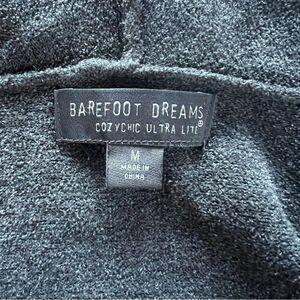 BAREFOOT DREAMS
COZYCHIC ULTRA LITE®
M
MADE IN
CHINA